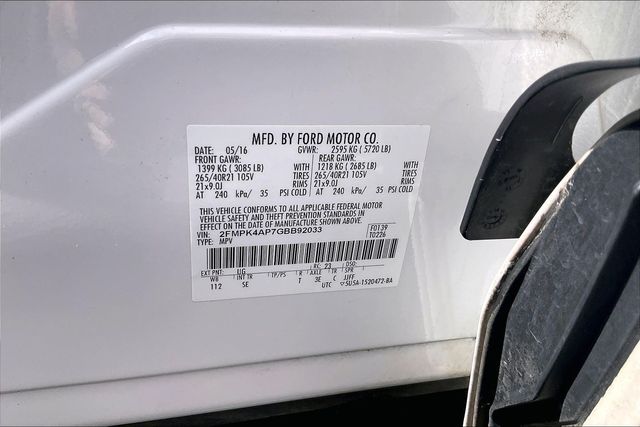 MFD. BY FORD MOTOR CO.
DATE: 05/16 GVWR: 2595 KG ( 5720 LB)
FRONT GAWR: REAR GAWR:
1399 KG ( 3085 LB) WITH 1218 KG ( 2685 LB) WITH
265/40R21 105V TIRES 265/40R21 105V TIRES
21x9.0J RIMS 21x9.0J RIMS
AT 240 kPa/ 35 PSI COLD AT 240 kPa/ 35 PSI COLD
THIS VEHICLE CONFORMS TO ALL APPLICABLE FEDERAL MOTOR
VEHICLE SAFETY AND THEFT PREVENTION STANDARDS IN
EFFECT ON THE DATE OF MANUFACTURE SHOWN ABOVE.
VIN: 2FMPK4AP7GBB92033 F0139
TYPE: MPV T0226
EXT PNT: UG RC: 23 DSO:
WB INT TR TP/PS R AXLE TR SPR
112 SE T 3E C JJFF
UTC 5USA-1520472-BA